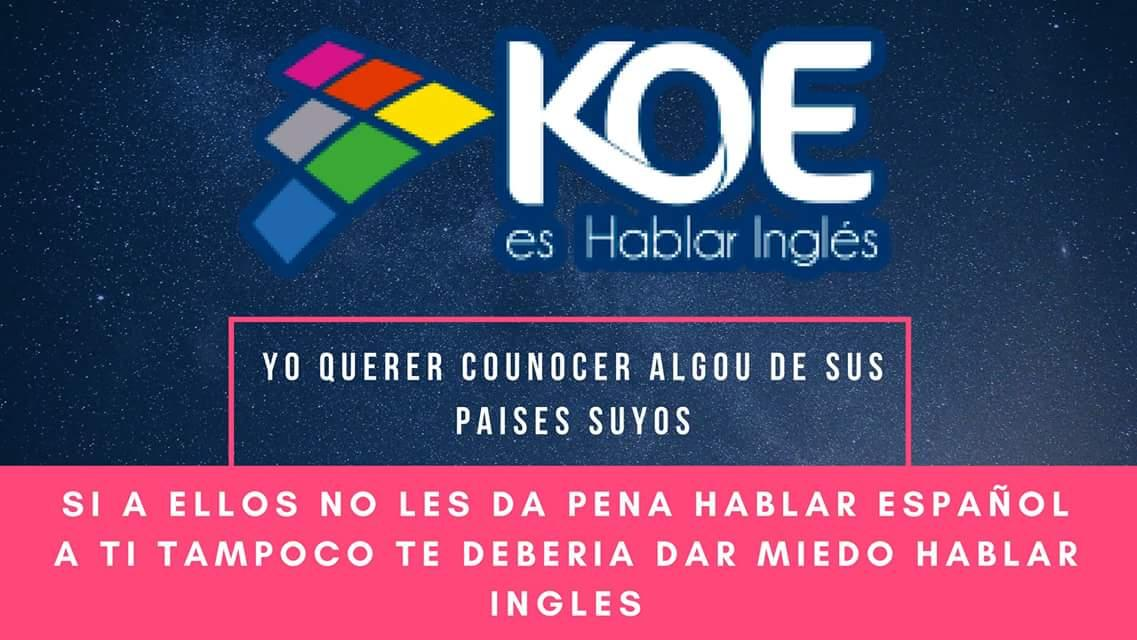 KOE
es Hablar Inglés
YO QUERER COUNOCER ALGOU DE SUS
PAISES SUYOS
SI A ELLOS NO LES DA PENA HABLAR ESPAÑOL
A TI TAMPOCO TE DEBERIA DAR MIEDO HABLAR
INGLES